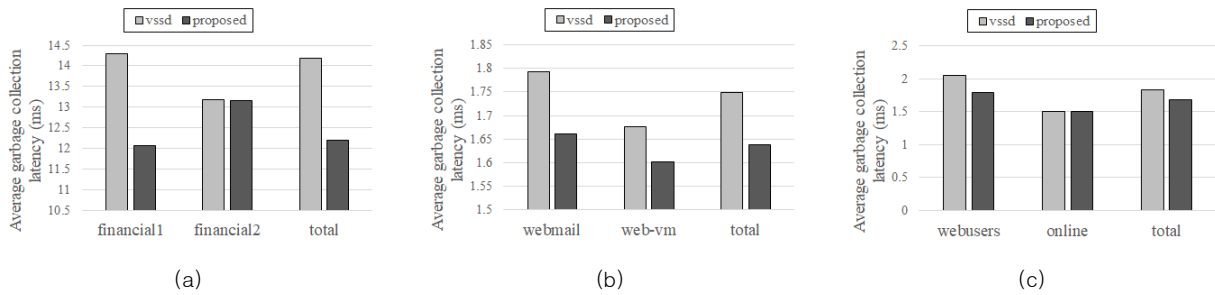 vssd proposed
Average garbage collection
latency (ms)
14.5
14
13.5
13
12.5
12
11.5
11
10.5
financial1 financial2 total
(a)
vssd proposed
Average garbage collection
latency (ms)
1.85
1.8
1.75
1.7
1.65
1.6
1.55
1.5
webmail web-vm total
(b)
vssd proposed
Average garbage collection
latency (ms)
2.5
2
1.5
1
0.5
0
webusers online total
(c)